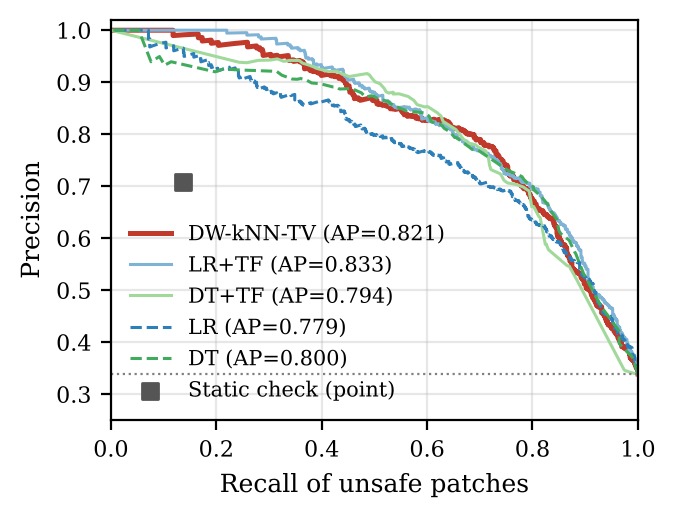 1.0
0.9
0.8
0.7
0.6
0.5
0.4
0.3
Precision
DW-kNN-TV (AP=0.821)
LR+TF (AP=0.833)
DT+TF (AP=0.794)
LR (AP=0.779)
DT (AP=0.800)
Static check (point)
0.0 0.2 0.4 0.6 0.8 1.0
Recall of unsafe patches